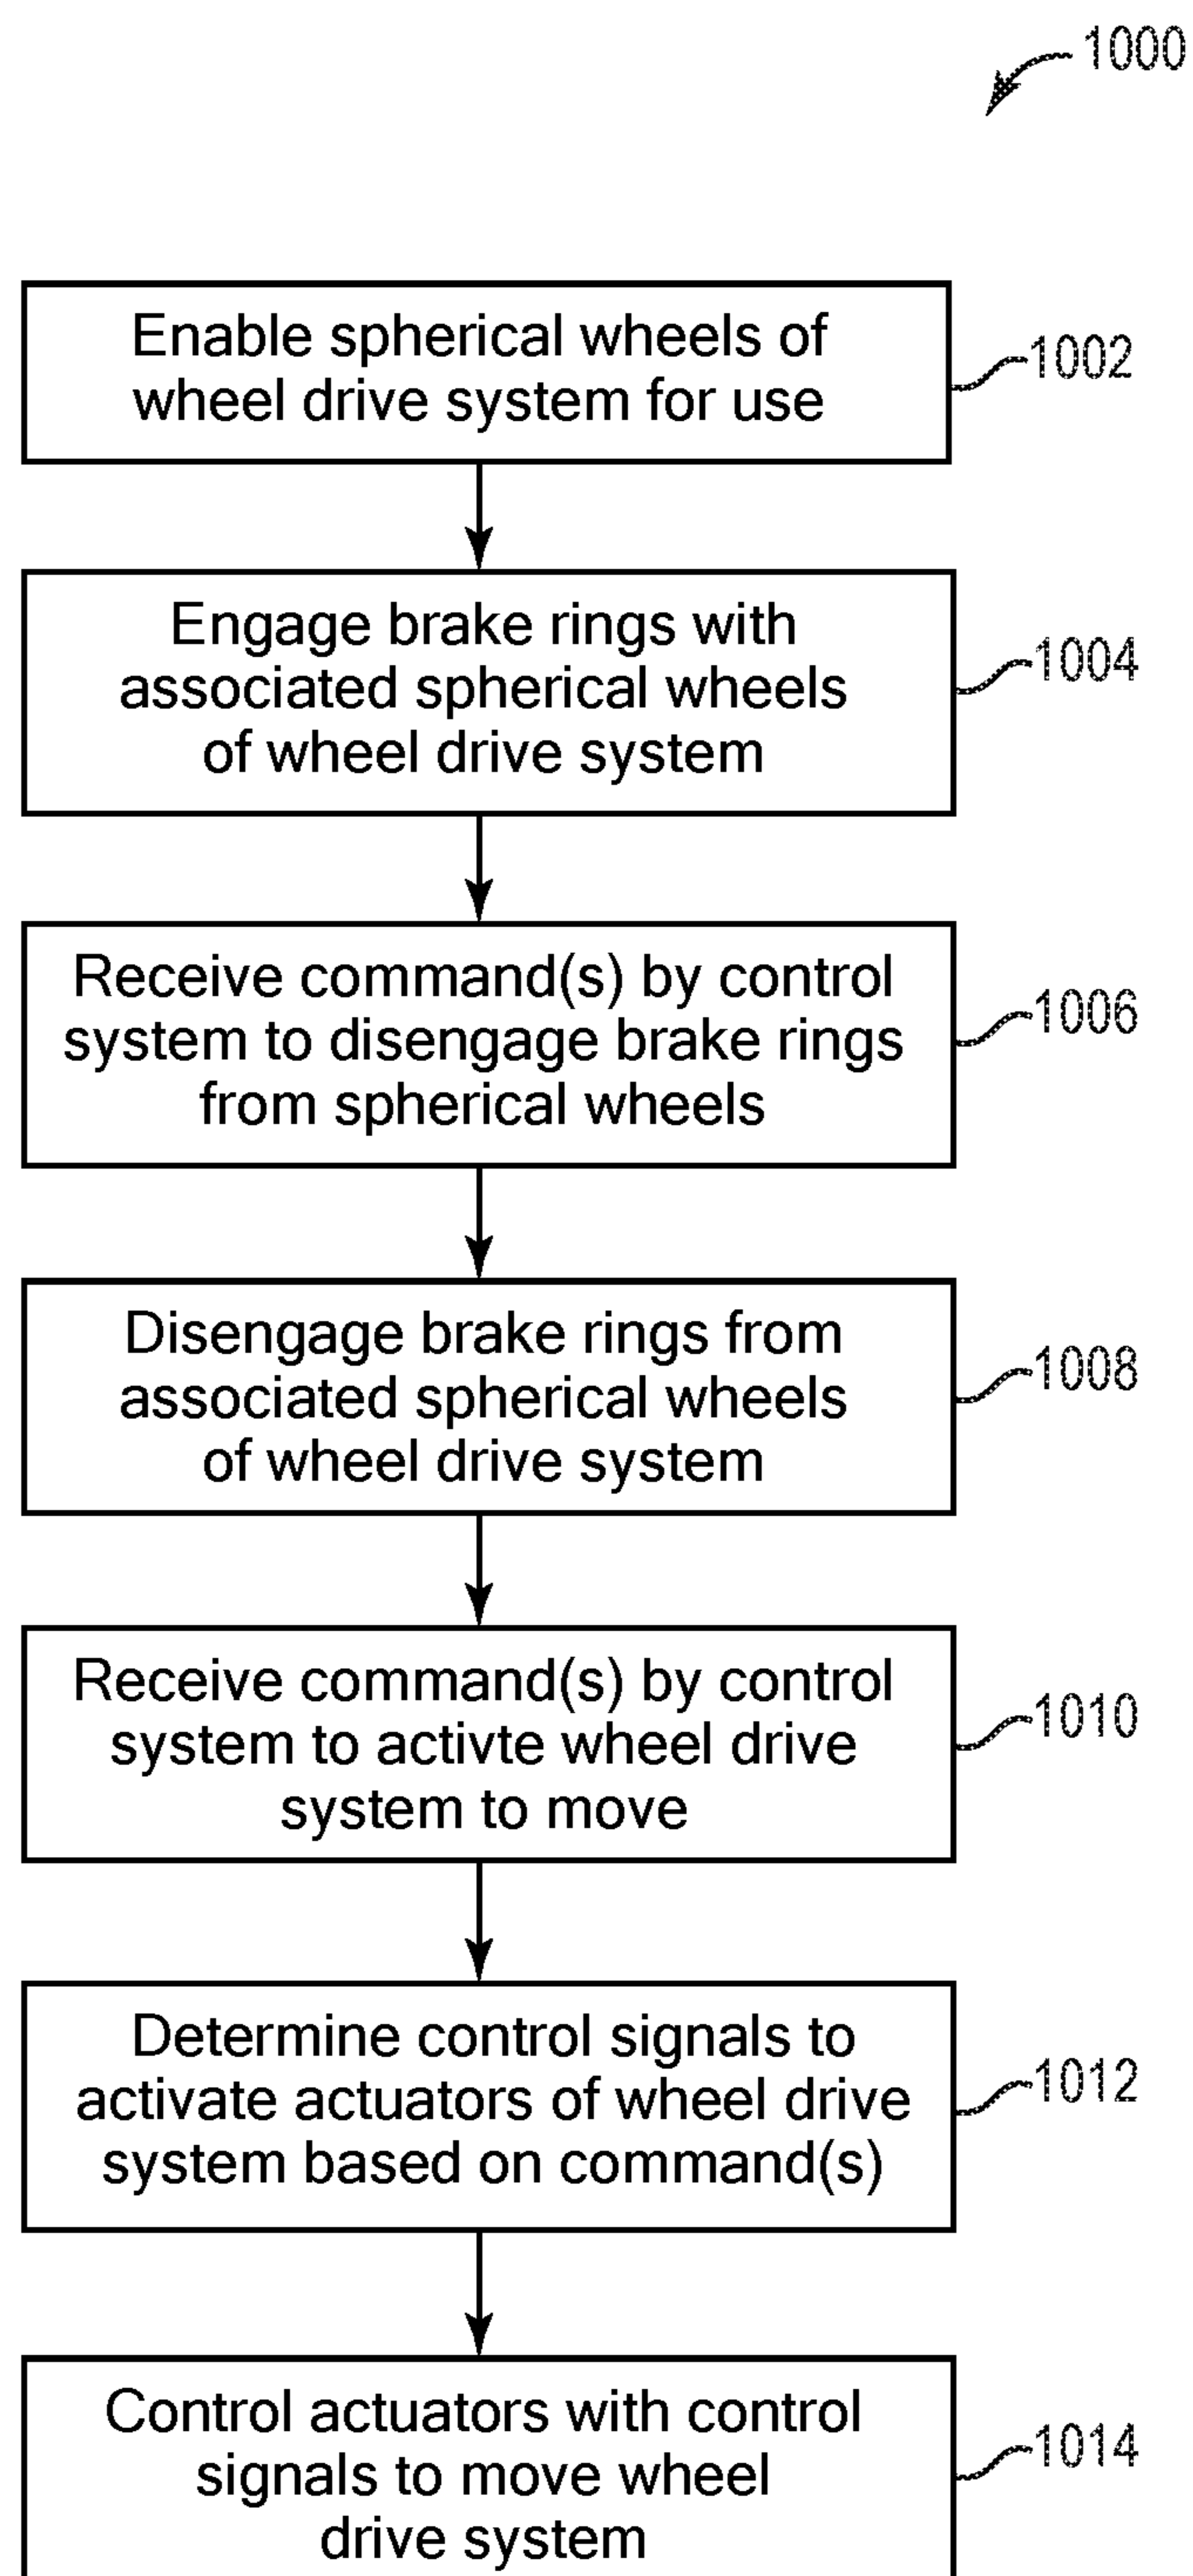 1000
Enable spherical wheels of
wheel drive system for use
1002
Engage brake rings with
associated spherical wheels
of wheel drive system
1004
Receive command(s) by control
system to disengage brake rings
from spherical wheels
1006
Disengage brake rings from
associated spherical wheels
of wheel drive system
1008
Receive command(s) by control
system to activte wheel drive
system to move
1010
Determine control signals to
activate actuators of wheel drive
system based on command(s)
1012
Control actuators with control
signals to move wheel
drive system
1014